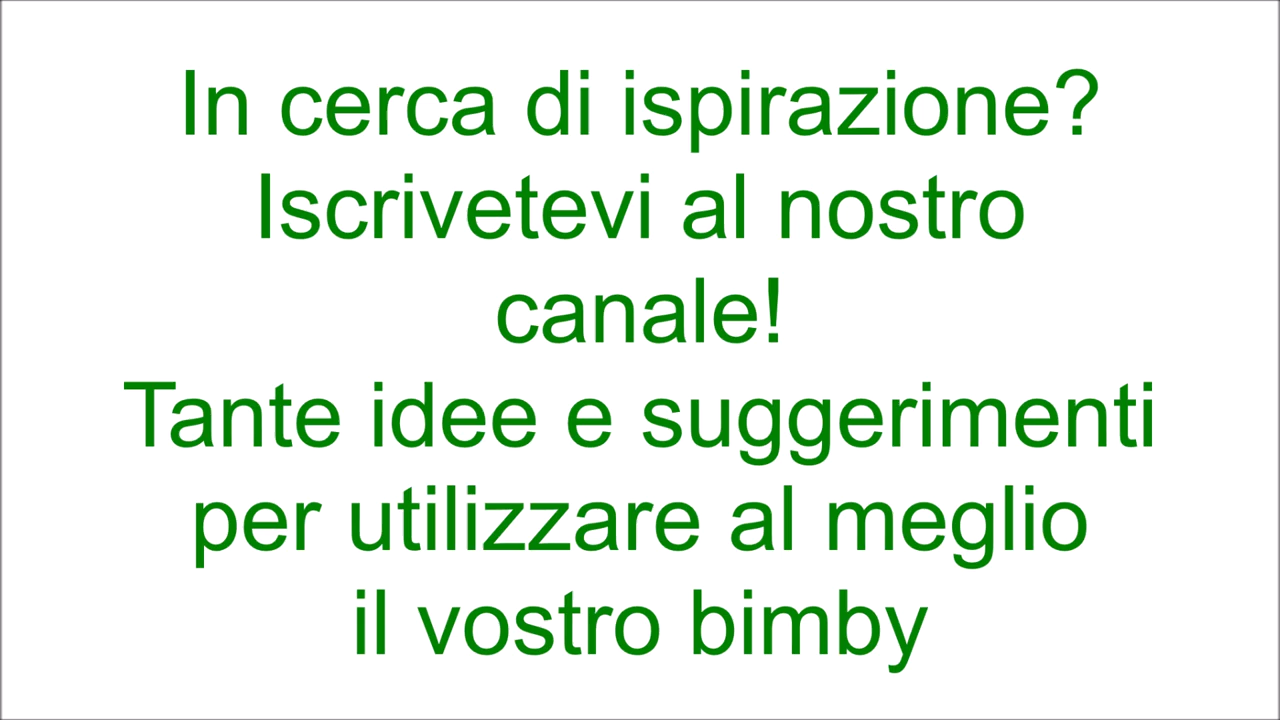 In cerca di ispirazione?
Iscrivetevi al nostro
canale!
Tante idee e suggerimenti
per utilizzare al meglio
il vostro bimby